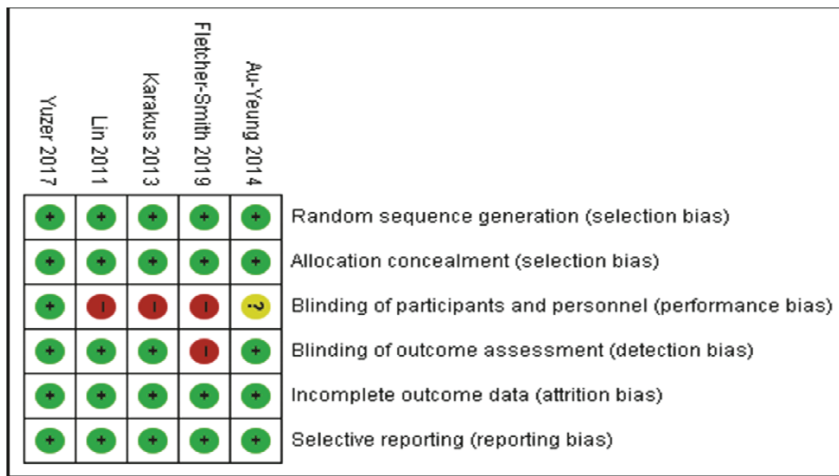 Yuzer 2017
Lin 2011
Karakus 2013
Fletcher-Smith 2019
Au-Yeung 2014
+ + + + + Random sequence generation (selection bias)
+ + + + + Allocation concealment (selection bias)
+ – – – ? Blinding of participants and personnel (performance bias)
+ + + – + Blinding of outcome assessment (detection bias)
+ + + + + Incomplete outcome data (attrition bias)
+ + + + + Selective reporting (reporting bias)